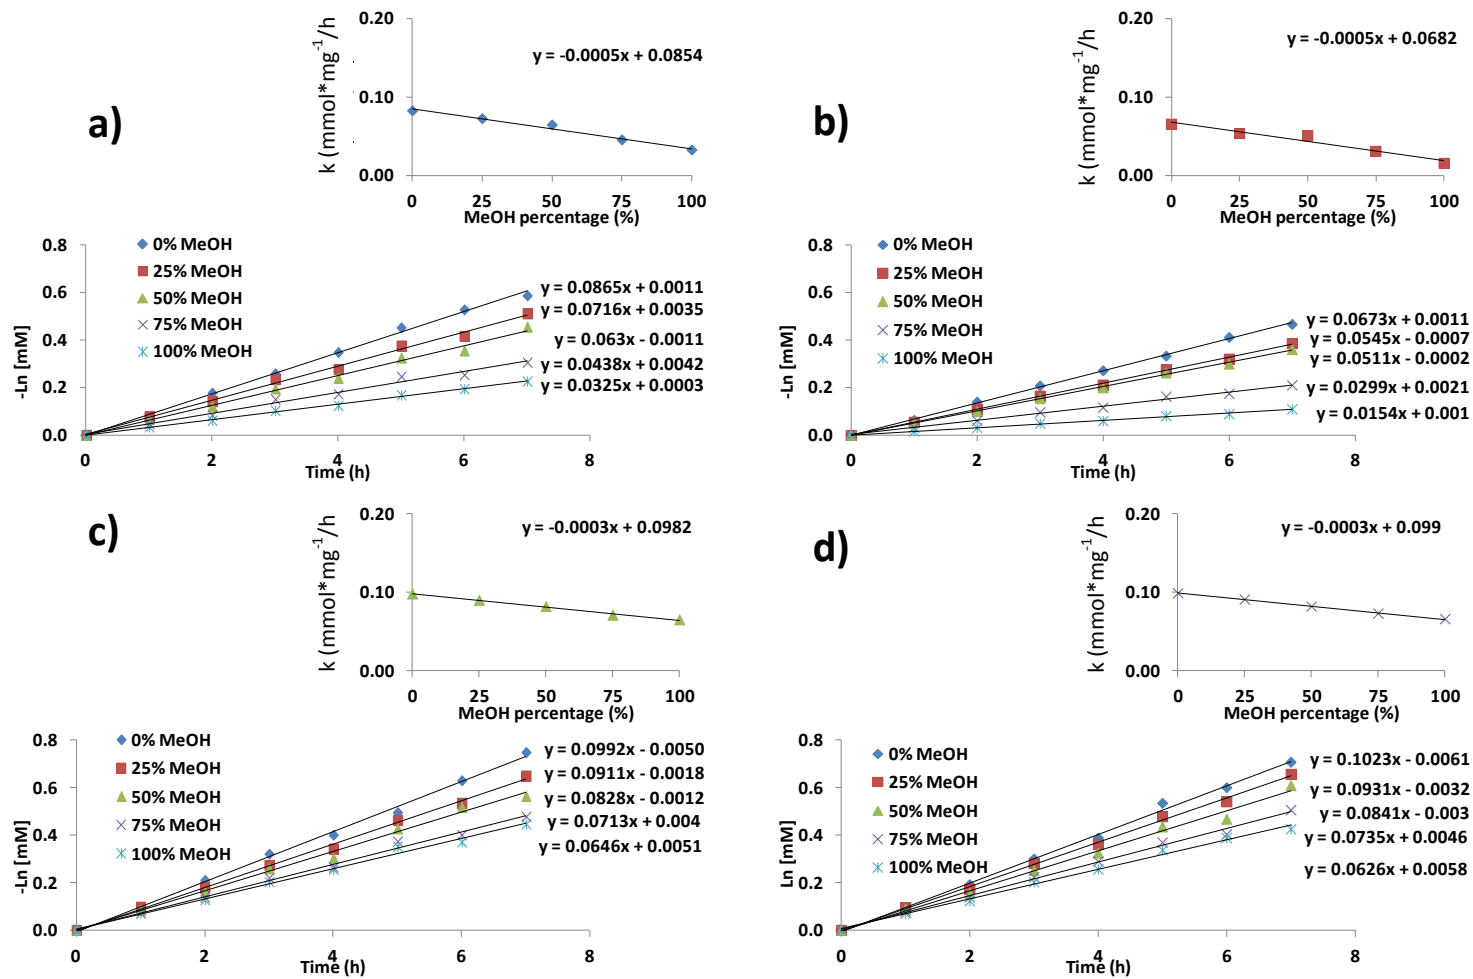 a)
k (mmol*mg⁻¹/h
0.20
0.10
0.00
y = -0.0005x + 0.0854
0 25 50 75 100
MeOH percentage (%)
-Ln [mM]
0.8
0.6
0.4
0.2
0.0
0% MeOH
25% MeOH
50% MeOH
75% MeOH
100% MeOH
y = 0.0865x + 0.0011
y = 0.0716x + 0.0035
y = 0.063x - 0.0011
y = 0.0438x + 0.0042
y = 0.0325x + 0.0003
0 2 4 6 8
Time (h)
b)
k (mmol*mg⁻¹/h
0.20
0.10
0.00
y = -0.0005x + 0.0682
0 25 50 75 100
MeOH percentage (%)
-Ln [mM]
0.8
0.6
0.4
0.2
0.0
0% MeOH
25% MeOH
50% MeOH
75% MeOH
100% MeOH
y = 0.0673x + 0.0011
y = 0.0545x - 0.0007
y = 0.0511x - 0.0002
y = 0.0299x + 0.0021
y = 0.0154x + 0.001
0 2 4 6 8
Time (h)
c)
k (mmol*mg⁻¹/h
0.20
0.10
0.00
y = -0.0003x + 0.0982
0 25 50 75 100
MeOH percentage (%)
-Ln [mM]
0.8
0.6
0.4
0.2
0.0
0% MeOH
25% MeOH
50% MeOH
75% MeOH
100% MeOH
y = 0.0992x - 0.0050
y = 0.0911x - 0.0018
y = 0.0828x - 0.0012
y = 0.0713x + 0.004
y = 0.0646x + 0.0051
0 2 4 6 8
Time (h)
d)
k (mmol*mg⁻¹/h
0.20
0.10
0.00
y = -0.0003x + 0.099
0 25 50 75 100
MeOH percentage (%)
Ln [mM]
0.8
0.6
0.4
0.2
0.0
0% MeOH
25% MeOH
50% MeOH
75% MeOH
100% MeOH
y = 0.1023x - 0.0061
y = 0.0931x - 0.0032
y = 0.0841x - 0.003
y = 0.0735x + 0.0046
y = 0.0626x + 0.0058
0 2 4 6 8
Time (h)